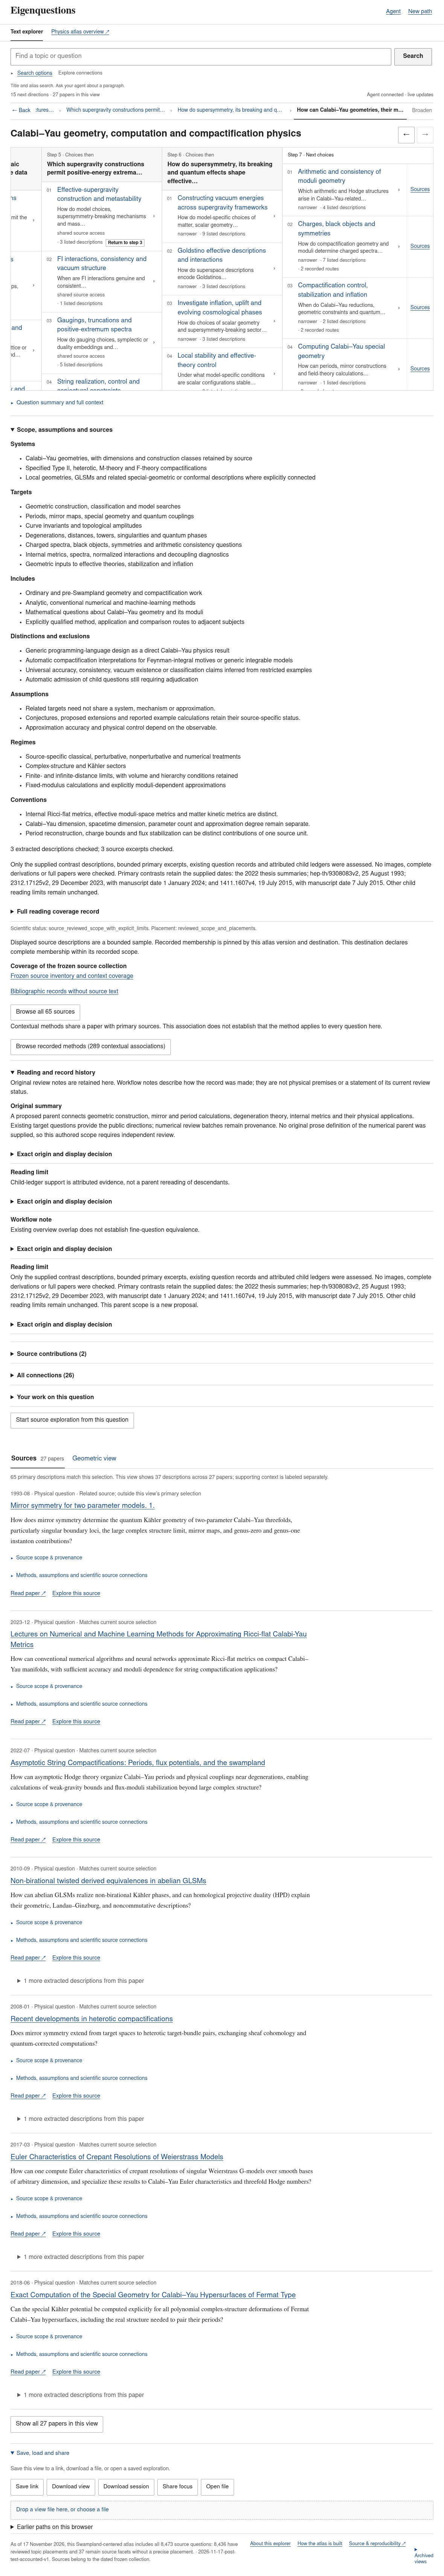 Eigenquestions
Agent New path
Text explorer Physics atlas overview ↗
Find a topic or question
Search
Search options Explore connections
Title and alias search. Ask your agent about a paragraph.
15 next directions · 27 papers in this view
Agent connected · live updates
← Back
Which supergravity constructions permit…
How do supersymmetry, its breaking and q…
How can Calabi–Yau geometries, their m…
Broaden
Calabi–Yau geometry, computation and compactification physics
← →
Step 5 · Choices then
Which supergravity constructions permit positive-energy extrema…
01 Effective-supergravity construction and metastability
How do model choices, supersymmetry-breaking mechanisms and mass…
shared source access
· 3 listed descriptions Return to step 3
02 FI interactions, consistency and vacuum structure
When are FI interactions genuine and consistent…
shared source access
· 1 listed descriptions
03 Gaugings, truncations and positive-extremum spectra
How do gauging choices, symplectic or duality embeddings and…
shared source access
· 5 listed descriptions
04 String realization, control and
Step 6 · Choices then
How do supersymmetry, its breaking and quantum effects shape effective…
01 Constructing vacuum energies across supergravity frameworks
How do model-specific choices of matter, scalar geometry…
narrower · 9 listed descriptions
02 Goldstino effective descriptions and interactions
How do superspace descriptions encode Goldstinos…
narrower · 3 listed descriptions
03 Investigate inflation, uplift and evolving cosmological phases
How do choices of scalar geometry and supersymmetry-breaking sector…
narrower · 3 listed descriptions
04 Local stability and effective-theory control
Under what model-specific conditions are scalar configurations stable…
Step 7 · Next choices
01 Arithmetic and consistency of moduli geometry
Which arithmetic and Hodge structures arise in Calabi–Yau-related…
narrower · 4 listed descriptions
Sources
02 Charges, black objects and symmetries
How do compactification geometry and moduli determine charged spectra…
narrower · 7 listed descriptions
· 2 recorded routes
Sources
03 Compactification control, stabilization and inflation
When do Calabi–Yau reductions, geometric constraints and quantum…
narrower · 2 listed descriptions
· 2 recorded routes
Sources
04 Computing Calabi–Yau special geometry
How can periods, mirror constructions and field-theory calculations…
narrower · 1 listed descriptions
Sources
Question summary and full context
Scope, assumptions and sources
Systems
Calabi–Yau geometries, with dimensions and construction classes retained by source
Specified Type II, heterotic, M-theory and F-theory compactifications
Local geometries, GLSMs and related special-geometric or conformal descriptions where explicitly connected
Targets
Geometric construction, classification and model searches
Periods, mirror maps, special geometry and quantum couplings
Curve invariants and topological amplitudes
Degenerations, distances, towers, singularities and quantum phases
Charged spectra, black objects, symmetries and arithmetic consistency questions
Internal metrics, spectra, normalized interactions and decoupling diagnostics
Geometric inputs to effective theories, stabilization and inflation
Includes
Ordinary and pre-Swampland geometry and compactification work
Analytic, conventional numerical and machine-learning methods
Mathematical questions about Calabi–Yau geometry and its moduli
Explicitly qualified method, application and comparison routes to adjacent subjects
Distinctions and exclusions
Generic programming-language design as a direct Calabi–Yau physics result
Automatic compactification interpretations for Feynman-integral motives or generic integrable models
Universal accuracy, consistency, vacuum existence or classification claims inferred from restricted examples
Automatic admission of child questions still requiring adjudication
Assumptions
Related targets need not share a system, mechanism or approximation.
Conjectures, proposed extensions and reported example calculations retain their source-specific status.
Approximation accuracy and physical control depend on the observable.
Regimes
Source-specific classical, perturbative, nonperturbative and numerical treatments
Complex-structure and Kähler sectors
Finite- and infinite-distance limits, with volume and hierarchy conditions retained
Fixed-modulus calculations and explicitly moduli-dependent approximations
Conventions
Internal Ricci-flat metrics, effective moduli-space metrics and matter kinetic metrics are distinct.
Calabi–Yau dimension, spacetime dimension, parameter count and approximation degree remain separate.
Period reconstruction, charge bounds and flux stabilization can be distinct contributions of one source unit.
3 extracted descriptions checked; 3 source excerpts checked.
Only the supplied contrast descriptions, bounded primary excerpts, existing question records and attributed child ledgers were assessed. No images, complete derivations or code were performed. Primary contrasts retain the supplied dates: the 2022 thesis summaries; hep-th/9308083v2, 25 August 1993; 2312.17125v2, 29 December 2023, with manuscript date 1 January 2024; and 1411.1607v4, 19 July 2015, with manuscript date 7 July 2015. Other child reading limits remain unchanged.
Full reading coverage record
Scientific status: source_reviewed_scope_with_explicit_limits. Placement: reviewed_scope_and_placements.
Displayed source descriptions are a bounded sample. Recorded membership is pinned by this atlas version and destination. This destination declares complete membership within its recorded scope.
Coverage of the frozen source collection
Frozen source inventory and context coverage
Bibliographic records without source text
Browse all 65 sources
Contextual methods share a paper with primary sources. This association does not establish that the method applies to every question here.
Browse recorded methods (289 contextual associations)
Reading and record history
Original reviewer notes are retained here. Workflow notes describe how the record was made; they are not physical premises or a statement of its current review status.
Original summary
A proposed parent connects geometric construction, mirror and period calculations, degeneration theory, internal metrics and their physical applications. Existing target questions provide the public directions; numerical review batches remain provenance. No original prose definition of the numerical parent was supplied, so this authored scope requires independent review.
Exact origin and display decision
Reading limit
Child-ledger support is attributed evidence, not a parent rereading of descendants.
Exact origin and display decision
Workflow note
Existing overview overlap does not establish fine-question equivalence.
Exact origin and display decision
Reading limit
Only the supplied contrast descriptions, bounded primary excerpts, existing question records and attributed child ledgers were assessed. No images, complete derivations or code were performed. Primary contrasts retain the supplied dates: the 2022 thesis summaries; hep-th/9308083v2, 25 August 1993; 2312.17125v2, 29 December 2023, with manuscript date 1 January 2024; and 1411.1607v4, 19 July 2015, with manuscript date 7 July 2015. Other child reading limits remain unchanged. This parent scope is a new proposal.
Exact origin and display decision
Source contributions (2)
All connections (26)
Your work on this question
Start source exploration from this question
Sources 27 papers Geometric view
65 primary descriptions match this selection. This view shows 37 descriptions across 27 papers; supporting context is labeled separately.
1993-08 · Physical question · Related source; outside this view's primary selection
Mirror symmetry for two parameter models. 1.
How does mirror symmetry determine the quantum Kähler geometry of two-parameter Calabi–Yau threefolds, particularly singular boundary loci, the large complex structure limit, mirror maps, and genus-zero and genus-one instanton contributions?
Source scope & provenance
Methods, assumptions and scientific source connections
Read paper ↗ Explore this source
2023-12 · Physical question · Matches current source selection
Lectures on Numerical and Machine Learning Methods for Approximating Ricci-flat Calabi-Yau Metrics
How can conventional numerical algorithms and neural networks approximate Ricci-flat metrics on compact Calabi–Yau manifolds, with sufficient accuracy and moduli dependence for string compactification applications?
Source scope & provenance
Methods, assumptions and scientific source connections
Read paper ↗ Explore this source
2022-07 · Physical question · Matches current source selection
Asymptotic String Compactifications: Periods, flux potentials, and the swampland
How can asymptotic Hodge theory organize Calabi–Yau periods and physical couplings near degenerations, enabling calculations of weak-gravity bounds and flux-moduli stabilization beyond large complex structure?
Source scope & provenance
Methods, assumptions and scientific source connections
Read paper ↗ Explore this source
2010-09 · Physical question · Matches current source selection
Non-birational twisted derived equivalences in abelian GLSMs
How can abelian GLSMs realize non-birational Kähler phases, and can homological projective duality (HPD) explain their geometric, Landau–Ginzburg, and noncommutative descriptions?
Source scope & provenance
Methods, assumptions and scientific source connections
Read paper ↗ Explore this source
1 more extracted descriptions from this paper
2008-01 · Physical question · Matches current source selection
Recent developments in heterotic compactifications
Does mirror symmetry extend from target spaces to heterotic target-bundle pairs, exchanging sheaf cohomology and quantum-corrected computations?
Source scope & provenance
Methods, assumptions and scientific source connections
Read paper ↗ Explore this source
1 more extracted descriptions from this paper
2017-03 · Physical question · Matches current source selection
Euler Characteristics of Crepant Resolutions of Weierstrass Models
How can one compute Euler characteristics of crepant resolutions of singular Weierstrass G-models over smooth bases of arbitrary dimension, and specialize these results to Calabi–Yau Euler characteristics and threefold Hodge numbers?
Source scope & provenance
Methods, assumptions and scientific source connections
Read paper ↗ Explore this source
1 more extracted descriptions from this paper
2018-06 · Physical question · Matches current source selection
Exact Computation of the Special Geometry for Calabi–Yau Hypersurfaces of Fermat Type
Can the special Kähler potential be computed explicitly for all polynomial complex-structure deformations of Fermat Calabi–Yau hypersurfaces, including the real structure needed to pair their periods?
Source scope & provenance
Methods, assumptions and scientific source connections
Read paper ↗ Explore this source
1 more extracted descriptions from this paper
Show all 27 papers in this view
Save, load and share
Save this view to a link, download a file, or open a saved exploration.
Save link Download view Download session Share focus Open file
Drop a view file here, or choose a file
Earlier paths on this browser
As of 17 November 2026, this Swampland-centered atlas includes all 8,473 source questions: 8,436 have reviewed topic placements and 37 remain source facets without a precise placement. · 2026-11-17-post-test-accounted-v1. Sources belong to the dated frozen collection.
About this explorer How the atlas is built Source & reproducibility ↗
Archived views